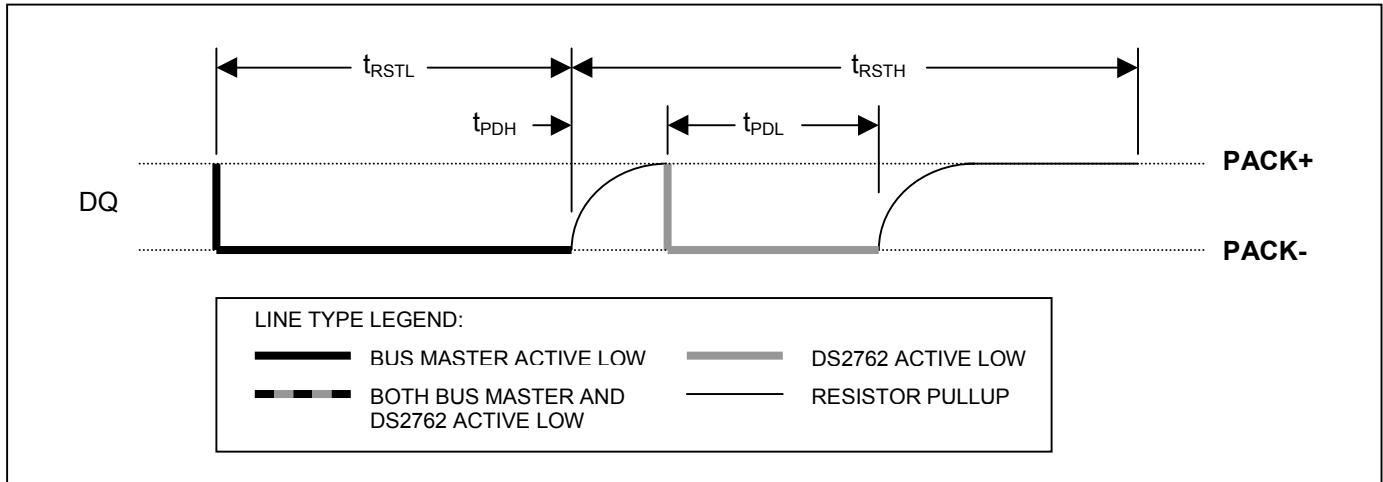 tRSTL
tRSTH
tPDH
tPDL
PACK+
DQ
PACK-
LINE TYPE LEGEND:
BUS MASTER ACTIVE LOW
DS2762 ACTIVE LOW
BOTH BUS MASTER AND
DS2762 ACTIVE LOW
RESISTOR PULLUP